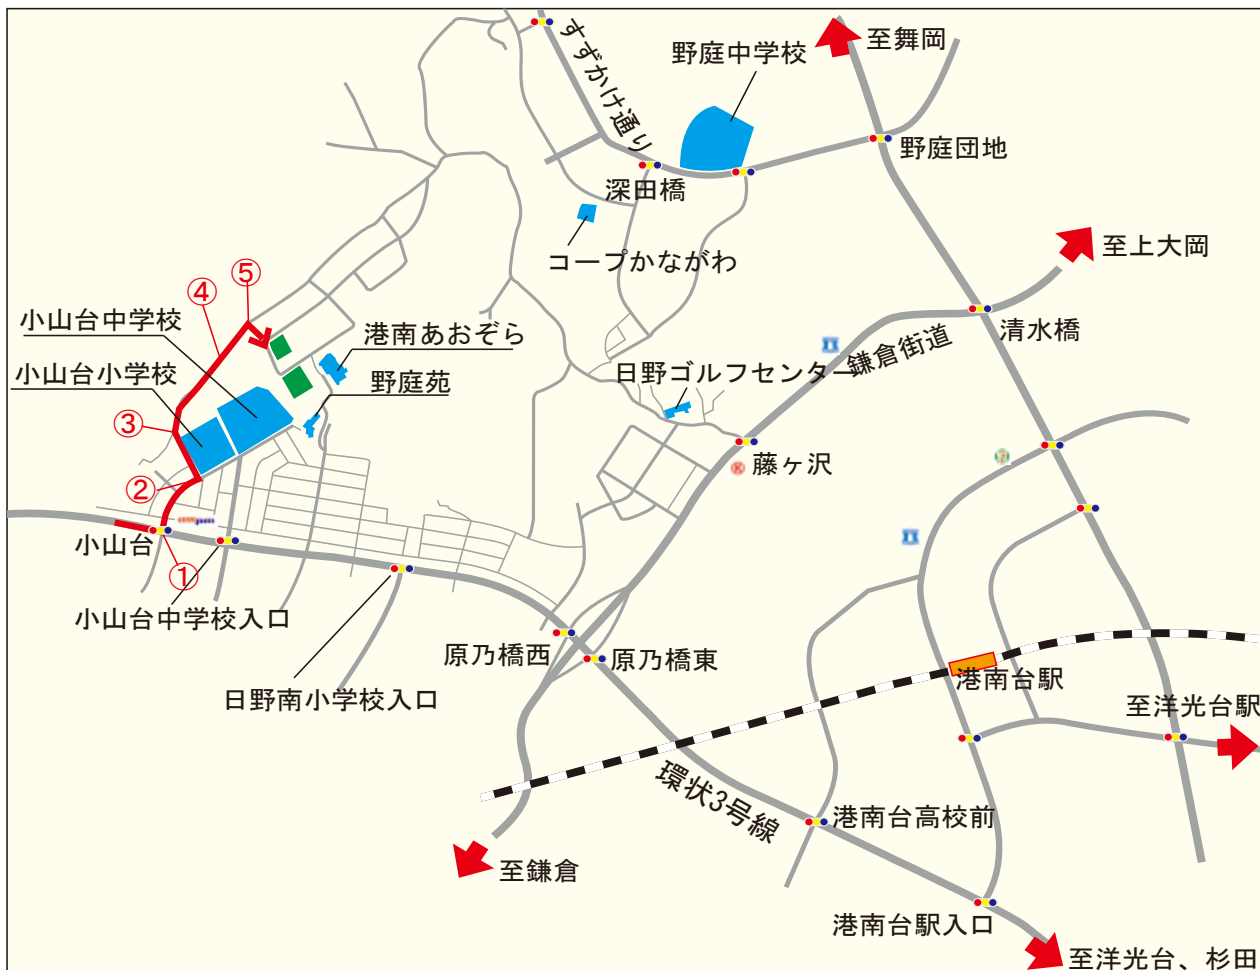 すずかけ通り
野庭中学校
至舞岡
野庭団地
深田橋
コープかながわ
至上大岡
⑤
④
小山台中学校
港南あおぞら
清水橋
鎌倉街道
小山台小学校
野庭苑
日野ゴルフセンター
③
藤ヶ沢
②
小山台
①
小山台中学校入口
原乃橋西
原乃橋東
日野南小学校入口
港南台駅
至洋光台駅
環状3号線
港南台高校前
至鎌倉
港南台駅入口
至洋光台、杉田